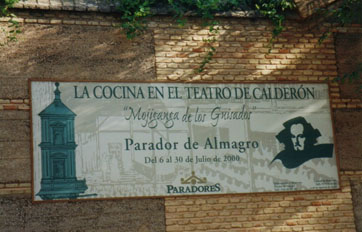 LA COCINA EN EL TEATRO DE CALDERÓN
"Mojiganga de los Guisados"
Parador de Almagro
Del 6 al 30 de Julio de 2000
PARADORES